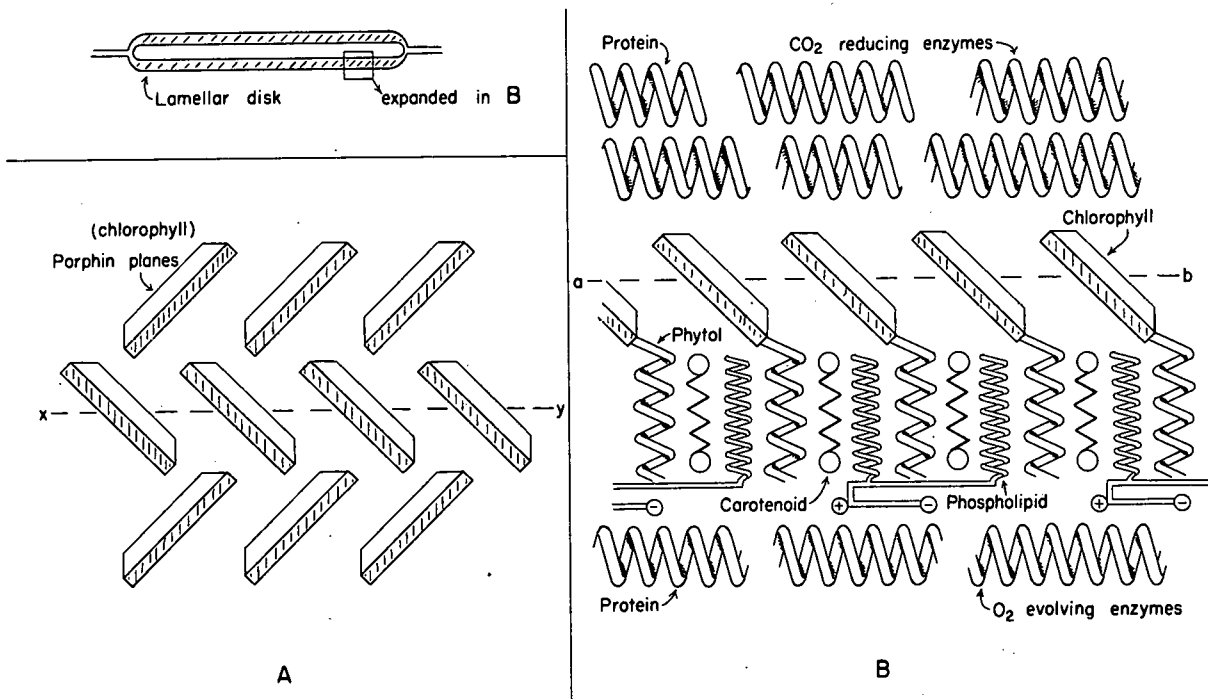 Lamellar disk
expanded in B
(chlorophyll)
Porphin planes
x
y
A
Protein
CO2 reducing enzymes
Chlorophyll
a
b
Phytol
Carotenoid
+
-
Phospholipid
-
+
-
Protein
O2 evolving enzymes
B